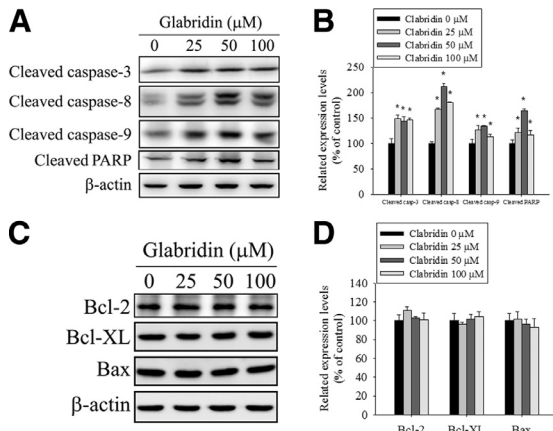 A
Glabridin (µM)
0 25 50 100
Cleaved caspase-3
Cleaved caspase-8
Cleaved caspase-9
Cleaved PARP
β-actin
B
Clabridin 0 µM
Clabridin 25 µM
Clabridin 50 µM
Clabridin 100 µM
Related expression levels
(% of control)
250
200
150
100
50
0
* * * * * * * * * * * *
Cleaved casp-3 Cleaved casp-8 Cleaved casp-9 Cleaved PARP
C
Glabridin (µM)
0 25 50 100
Bcl-2
Bcl-XL
Bax
β-actin
D
Clabridin 0 µM
Clabridin 25 µM
Clabridin 50 µM
Clabridin 100 µM
Related expression levels
(% of control)
140
120
100
80
60
40
20
0
Bcl-2 Bcl-XL Bax